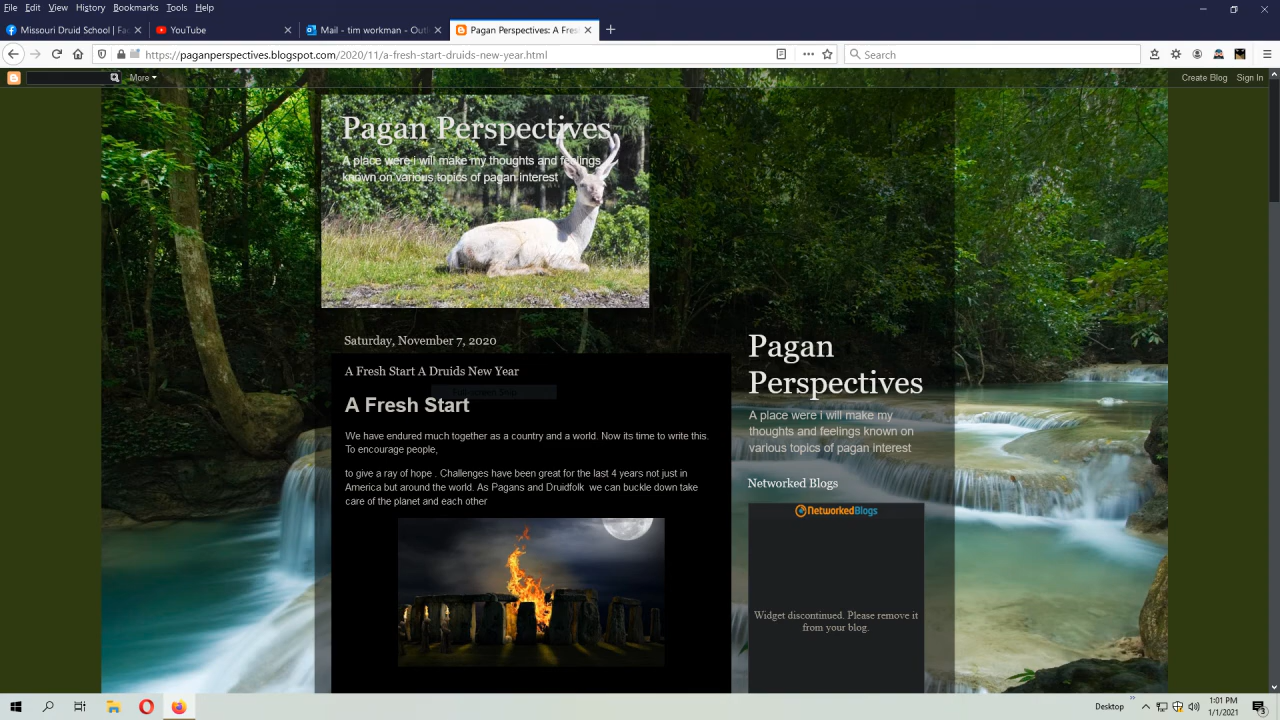 File Edit View History Bookmarks Tools Help
Missouri Druid School | Fac
YouTube
Mail - tim workman - Outl
Pagan Perspectives: A Fres
https://paganperspectives.blogspot.com/2020/11/a-fresh-start-druids-new-year.html
Search
More
Create Blog Sign In
Pagan Perspectives
A place were i will make my thoughts and feelings
known on various topics of pagan interest
Saturday, November 7, 2020
A Fresh Start A Druids New Year
A Fresh Start
We have endured much together as a country and a world. Now its time to write this.
To encourage people,
to give a ray of hope . Challenges have been great for the last 4 years not just in
America but around the world. As Pagans and Druidfolk we can buckle down take
care of the planet and each other
Pagan
Perspectives
A place were i will make my
thoughts and feelings known on
various topics of pagan interest
Networked Blogs
NetworkedBlogs
Widget discontinued. Please remove it
from your blog.
Desktop
1:01 PM
1/1/2021
3